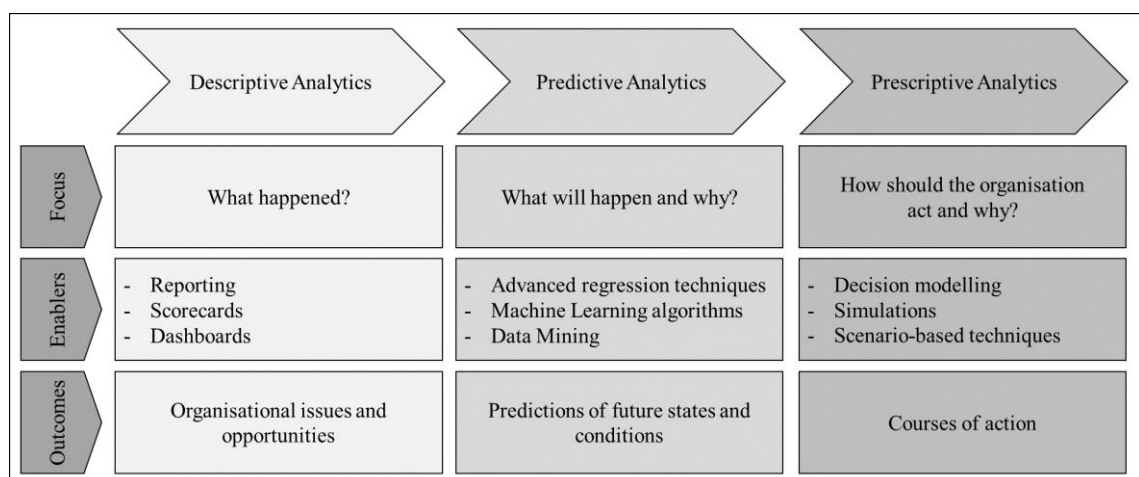 Descriptive Analytics
Predictive Analytics
Prescriptive Analytics
Focus
What happened?
What will happen and why?
How should the organisation
act and why?
Enablers
- Reporting
- Scorecards
- Dashboards
- Advanced regression techniques
- Machine Learning algorithms
- Data Mining
- Decision modelling
- Simulations
- Scenario-based techniques
Outcomes
Organisational issues and
opportunities
Predictions of future states and
conditions
Courses of action